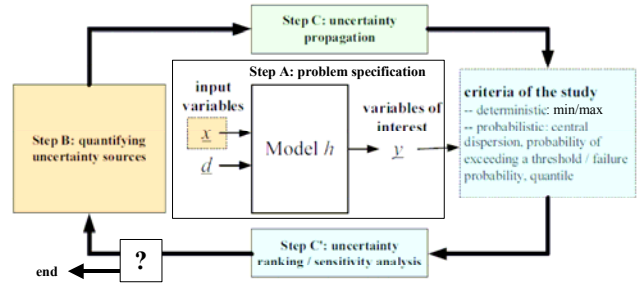 Step C: uncertainty
propagation
Step A: problem specification
input
variables
x
d
Model h
variables of
interest
y
Step B: quantifying
uncertainty sources
criteria of the study
-- deterministic: min/max
-- probabilistic: central
dispersion, probability of
exceeding a threshold / failure
probability, quantile
Step C': uncertainty
ranking / sensitivity analysis
?
end